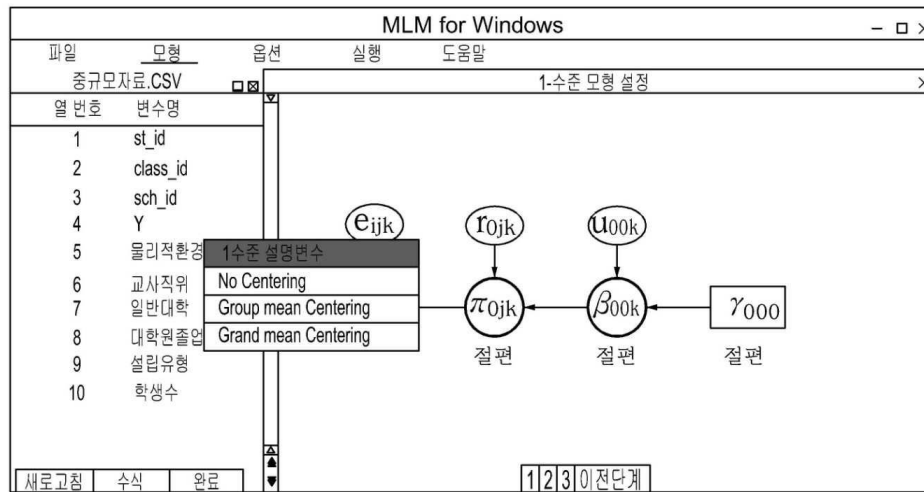 MLM for Windows
파일 모형 옵션 실행 도움말
중규모자료.CSV
1-수준 모형 설정
열 번호 변수명
1 st_id
2 class_id
3 sch_id
4 Y
5 물리적환경
6 교사직위
7 일반대학
8 대학원졸업
9 설립유형
10 학생수
1수준 설명변수
No Centering
Group mean Centering
Grand mean Centering
eijk r0jk u00k
π0jk β00k γ000
절편 절편 절편
새로고침 수식 완료
1 2 3 이전단계